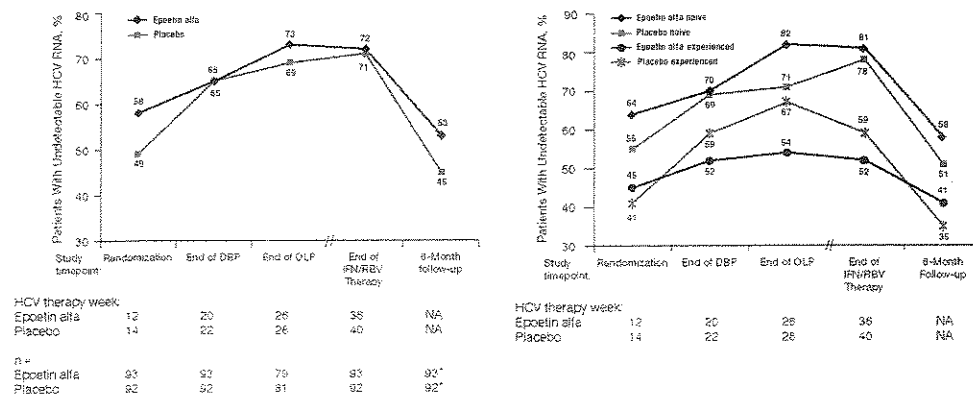 Patients With Undetectable HCV RNA, %
80
70
60
50
40
30
Epoetin alfa
Placebo
58
65
73
72
53
49
65
69
71
45
Study timepoint:
Randomization
End of DBP
End of OLP
End of IFN/RBV Therapy
6-Month follow-up
HCV therapy week:
Epoetin alfa 12 20 26 38 NA
Placebo 14 22 28 40 NA
n =
Epoetin alfa 93 93 79 93 93*
Placebo 92 92 81 92 92*
Patients With Undetectable HCV RNA, %
90
80
70
60
50
40
30
Epoetin alfa naive
Placebo naive
Epoetin alfa experienced
Placebo experienced
64
70
82
81
58
55
69
71
78
51
45
52
54
52
41
41
59
67
59
35
Study timepoint:
Randomization
End of DBP
End of OLP
End of IFN/RBV Therapy
6-Month Follow-up
HCV therapy week:
Epoetin alfa 12 20 26 38 NA
Placebo 14 22 28 40 NA